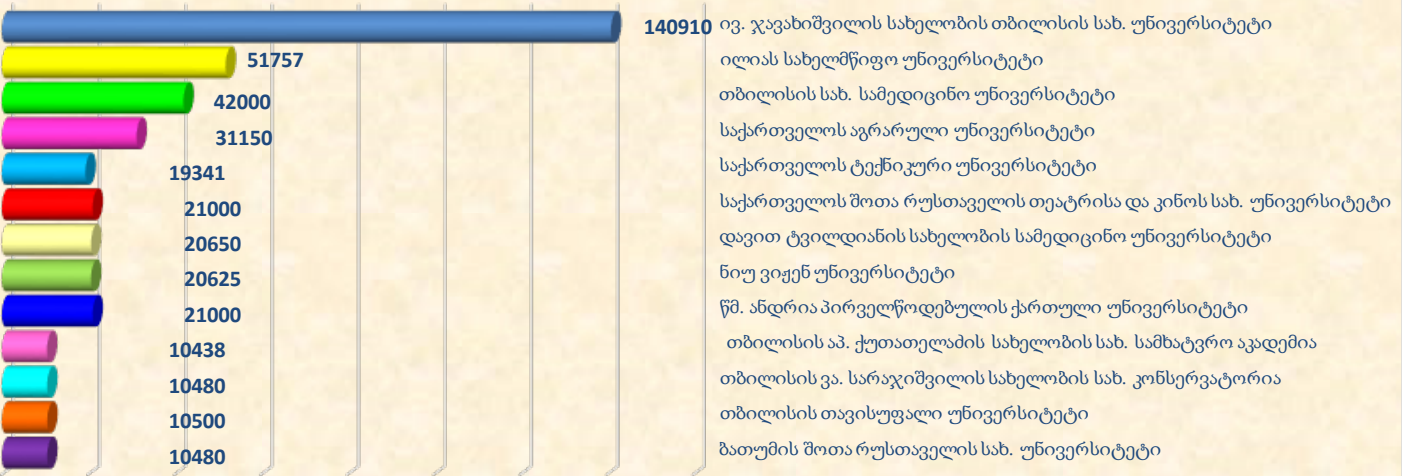 140910 ივ. ჯავახიშვილის სახელობის თბილისის სახ. უნივერსიტეტი
51757 ილიას სახელმწიფო უნივერსიტეტი
42000 თბილისის სახ. სამედიცინო უნივერსიტეტი
31150 საქართველოს აგრარული უნივერსიტეტი
19341 საქართველოს ტექნიკური უნივერსიტეტი
21000 საქართველოს შოთა რუსთაველის თეატრისა და კინოს სახ. უნივერსიტეტი
20650 დავით ტვილდიანის სახელობის სამედიცინო უნივერსიტეტი
20625 ნიუ ვიჟენ უნივერსიტეტი
21000 წმ. ანდრია პირველწოდებულის ქართული უნივერსიტეტი
10438 თბილისის აპ. ქუთათელაძის სახელობის სახ. სამხატვრო აკადემია
10480 თბილისის ვა. სარაჯიშვილის სახელობის სახ. კონსერვატორია
10500 თბილისის თავისუფალი უნივერსიტეტი
10480 ბათუმის შოთა რუსთაველის სახ. უნივერსიტეტი